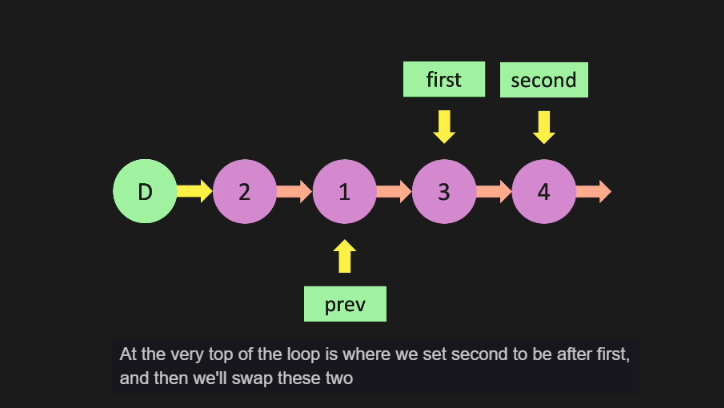 first second
D 2 1 3 4
prev
At the very top of the loop is where we set second to be after first,
and then we'll swap these two